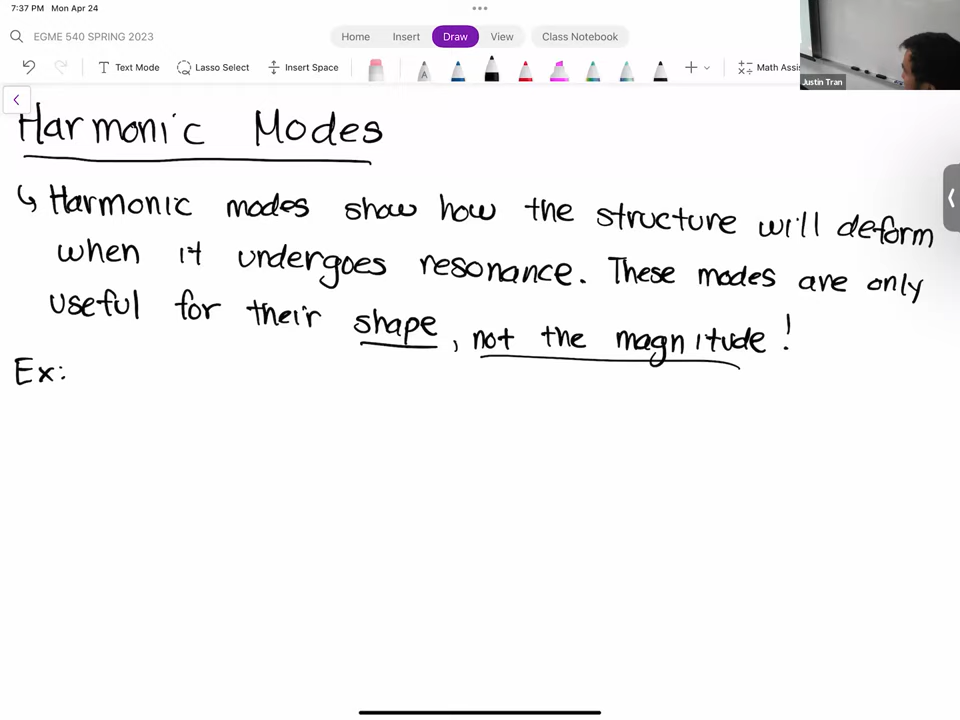 7:37 PM Mon Apr 24
EGME 540 SPRING 2023
Home Insert Draw View Class Notebook
Text Mode Lasso Select Insert Space Math Assis
Justin Tran
Harmonic Modes
↳ Harmonic modes show how the structure will deform
when it undergoes resonance. These modes are only
useful for their shape, not the magnitude!
Ex: